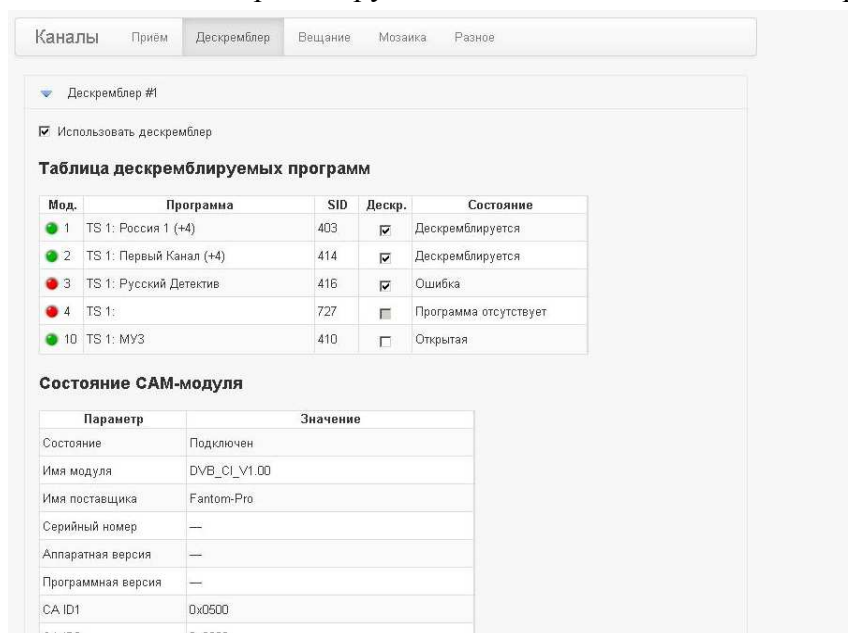 Каналы Приём Дескремблер Вещание Мозаика Разное
Дескремблер #1
Использовать дескремблер
Таблица дескремблируемых программ
Мод. Программа SID Дескр. Состояние
1 TS 1: Россия 1 (+4) 403 Дескремблируется
2 TS 1: Первый Канал (+4) 414 Дескремблируется
3 TS 1: Русский Детектив 416 Ошибка
4 TS 1: 727 Программа отсутствует
10 TS 1: МУЗ 410 Открытая
Состояние CAM-модуля
Параметр Значение
Состояние Подключен
Имя модуля DVB_CI_V1.00
Имя поставщика Fantom-Pro
Серийный номер —
Аппаратная версия —
Программная версия —
CA ID1 0x0500